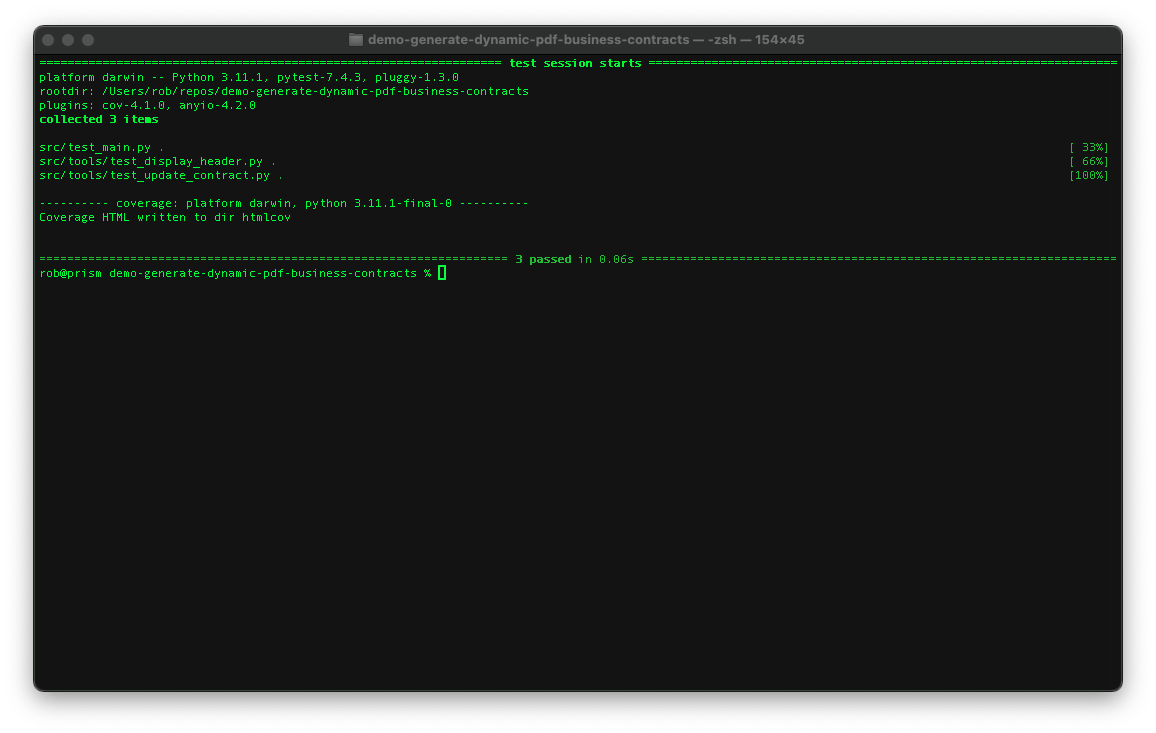 demo-generate-dynamic-pdf-business-contracts — -zsh — 154×45
================================================================== test session starts ===================================================================
platform darwin -- Python 3.11.1, pytest-7.4.3, pluggy-1.3.0
rootdir: /Users/rob/repos/demo-generate-dynamic-pdf-business-contracts
plugins: cov-4.1.0, anyio-4.2.0
collected 3 items
src/test_main.py . [ 33%]
src/tools/test_display_header.py . [ 66%]
src/tools/test_update_contract.py . [100%]
---------- coverage: platform darwin, python 3.11.1-final-0 ----------
Coverage HTML written to dir htmlcov
=================================================================== 3 passed in 0.06s ====================================================================
rob@prism demo-generate-dynamic-pdf-business-contracts %